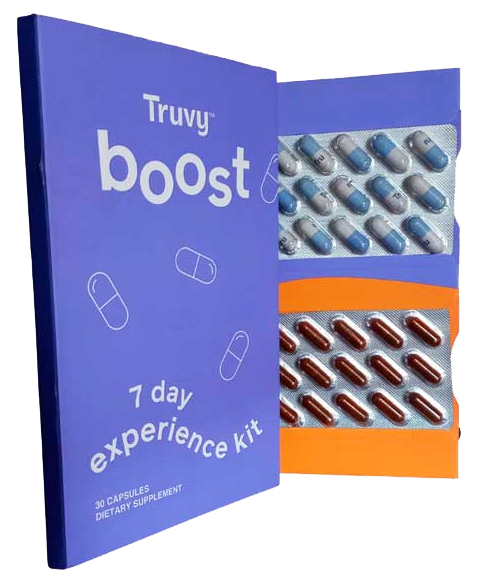 Truvy™
boost
7 day
experience kit
30 CAPSULES
DIETARY SUPPLEMENT